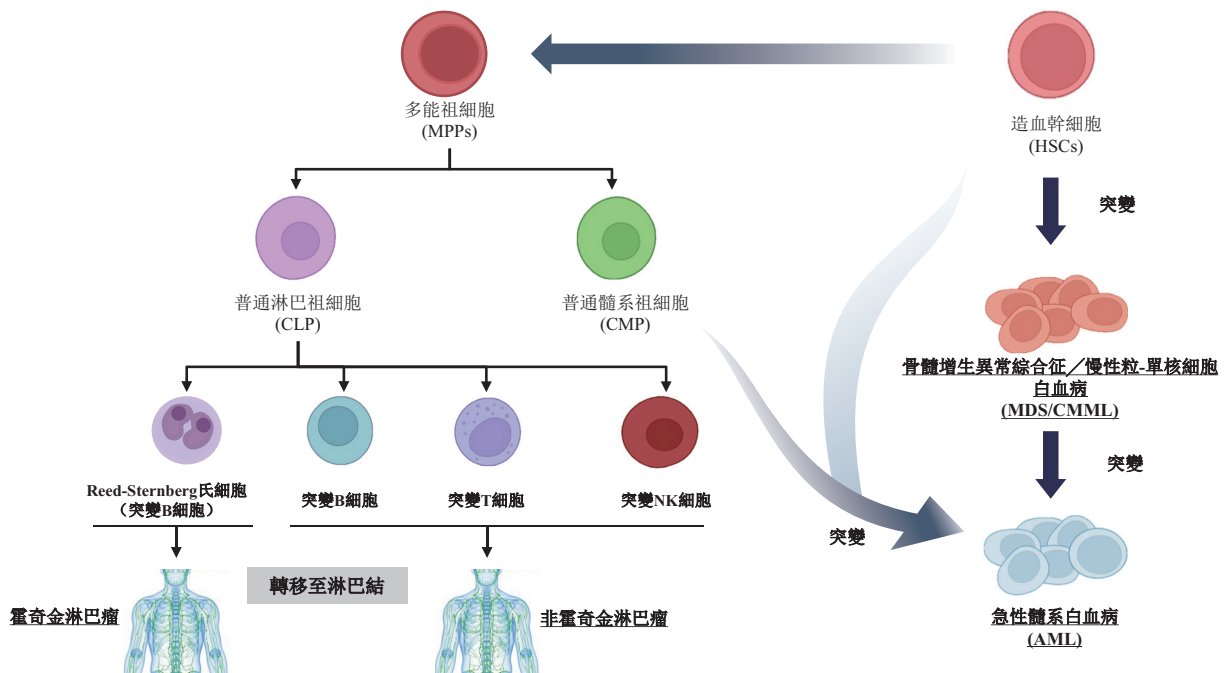 多能祖細胞
(MPPs)
造血幹細胞
(HSCs)
突變
普通淋巴祖細胞
(CLP)
普通髓系祖細胞
(CMP)
骨髓增生異常綜合征／慢性粒-單核細胞
白血病
(MDS/CMML)
突變
Reed-Sternberg氏細胞
（突變B細胞）
突變B細胞
突變T細胞
突變NK細胞
突變
轉移至淋巴結
霍奇金淋巴瘤
非霍奇金淋巴瘤
急性髓系白血病
(AML)